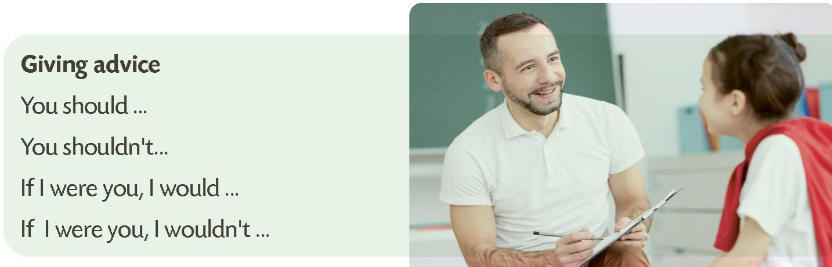 Giving advice
You should ...
You shouldn't...
If I were you, I would ...
If I were you, I wouldn't ...